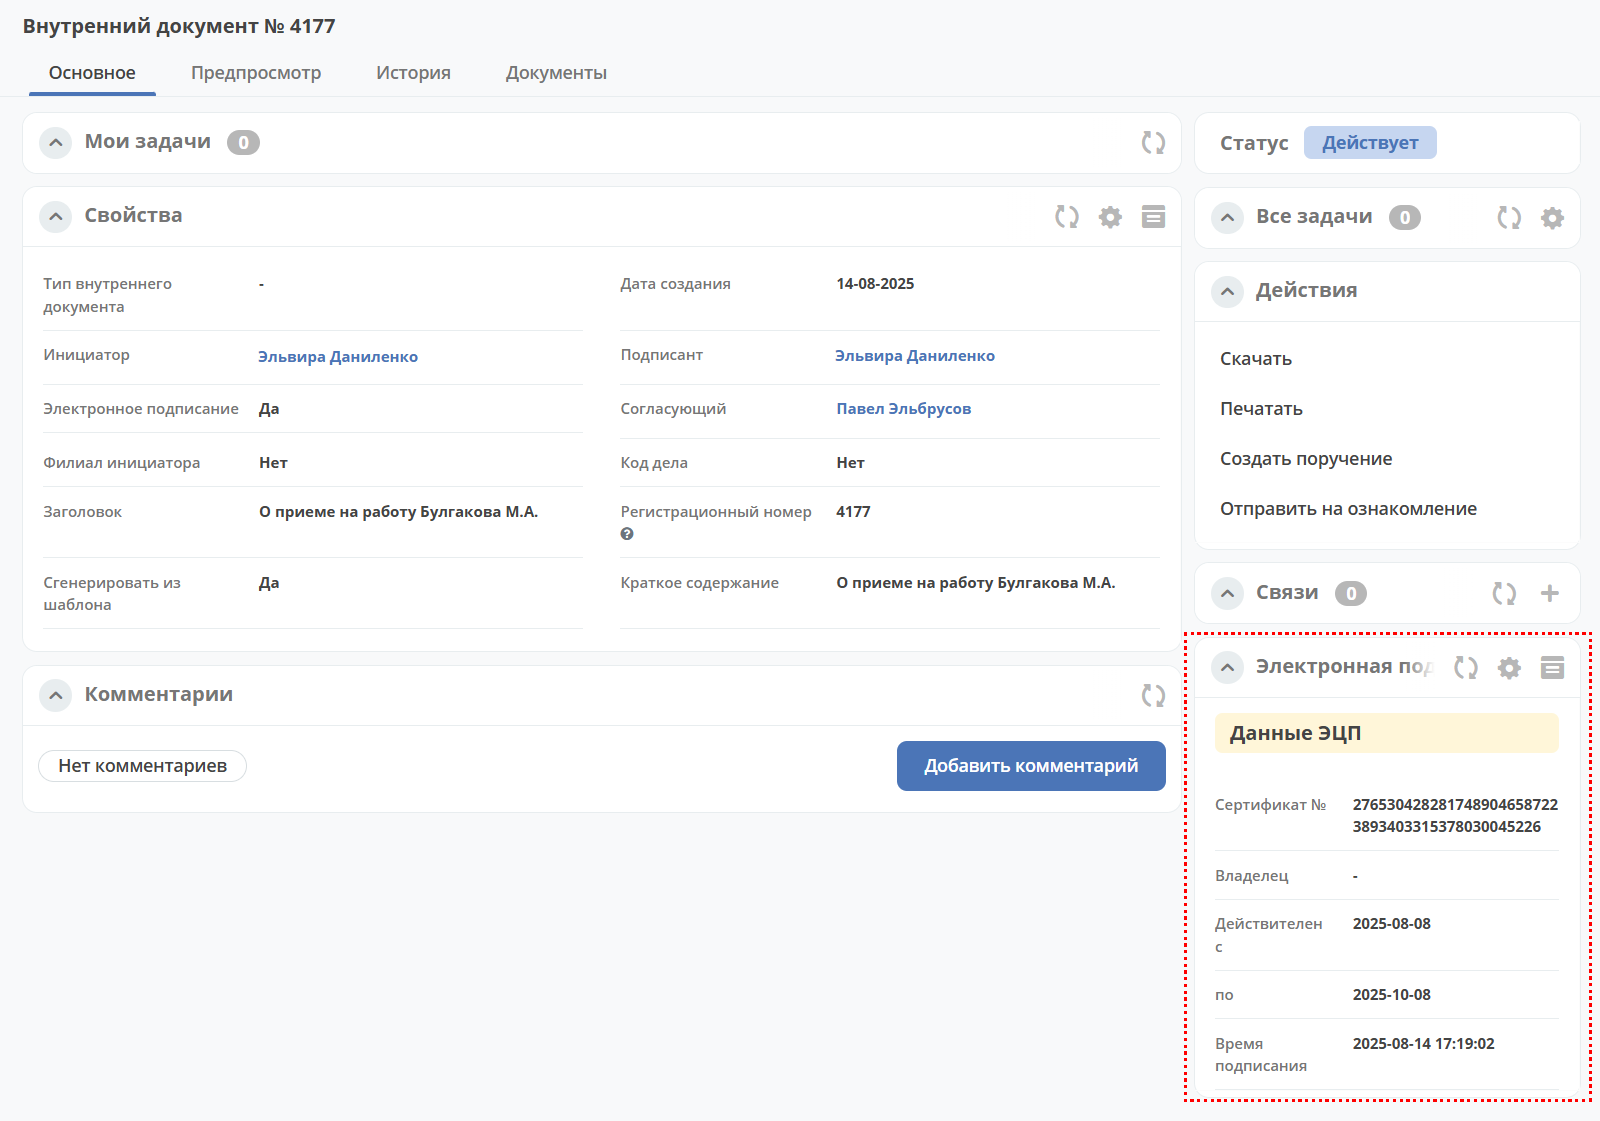 Внутренний документ № 4177
Основное
Предпросмотр
История
Документы
Мои задачи 0
Свойства
Тип внутреннего
документа
-
Дата создания
14-08-2025
Инициатор
Эльвира Даниленко
Подписант
Эльвира Даниленко
Электронное подписание
Да
Согласующий
Павел Эльбрусов
Филиал инициатора
Нет
Код дела
Нет
Заголовок
О приеме на работу Булгакова М.А.
Регистрационный номер
?
4177
Сгенерировать из
шаблона
Да
Краткое содержание
О приеме на работу Булгакова М.А.
Комментарии
Нет комментариев
Добавить комментарий
Статус
Действует
Все задачи 0
Действия
Скачать
Печатать
Создать поручение
Отправить на ознакомление
Связи 0
Электронная под
Данные ЭЦП
Сертификат №
276530428281748904658722
3893403315378030045226
Владелец
-
Действителен
с
2025-08-08
по
2025-10-08
Время
подписания
2025-08-14 17:19:02